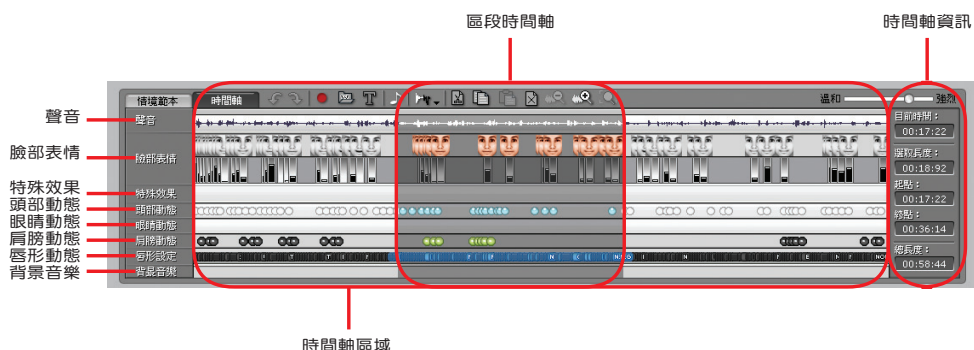 區段時間軸
時間軸資訊
情境範本
時間軸
溫和
強烈
聲音
聲音
臉部表情
臉部表情
特殊效果
特殊效果
頭部動態
頭部動態
眼睛動態
眼睛動態
肩膀動態
肩膀動態
唇形動態
唇形設定
背景音樂
背景音樂
目前時間：
00:17:22
選取長度：
00:18:92
起點：
00:17:22
終點：
00:36:14
總長度：
00:58:44
時間軸區域